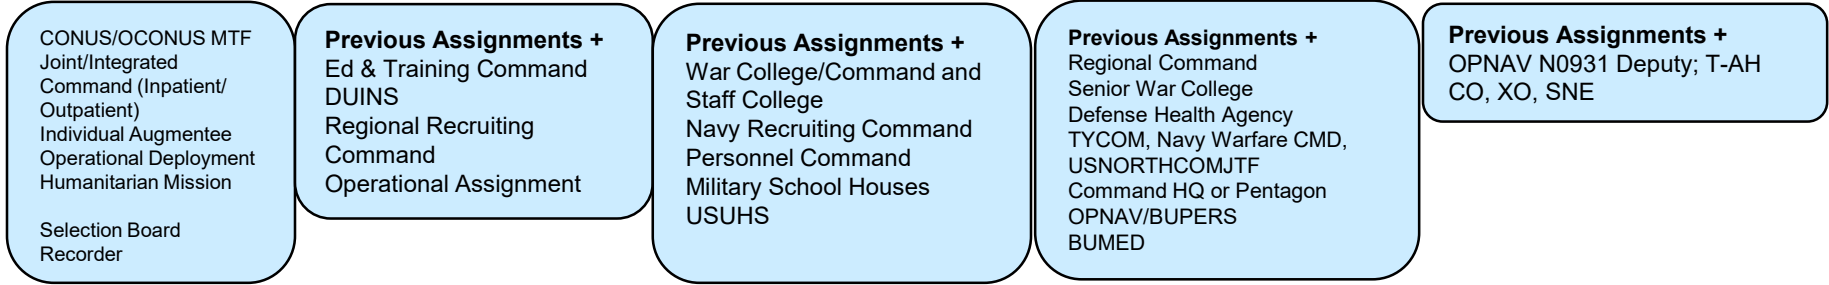 CONUS/OCONUS MTF
Joint/Integrated
Command (Inpatient/
Outpatient)
Individual Augmentee
Operational Deployment
Humanitarian Mission
Selection Board
Recorder
Previous Assignments +
Ed & Training Command
DUINS
Regional Recruiting
Command
Operational Assignment
Previous Assignments +
War College/Command and
Staff College
Navy Recruiting Command
Personnel Command
Military School Houses
USUHS
Previous Assignments +
Regional Command
Senior War College
Defense Health Agency
TYCOM, Navy Warfare CMD,
USNORTHCOMJTF
Command HQ or Pentagon
OPNAV/BUPERS
BUMED
Previous Assignments +
OPNAV N0931 Deputy; T-AH
CO, XO, SNE